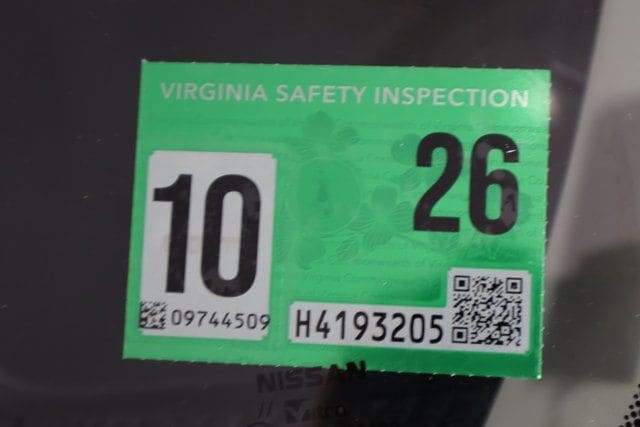 VIRGINIA SAFETY INSPECTION
10
26
09744509
H4193205
NISSAN